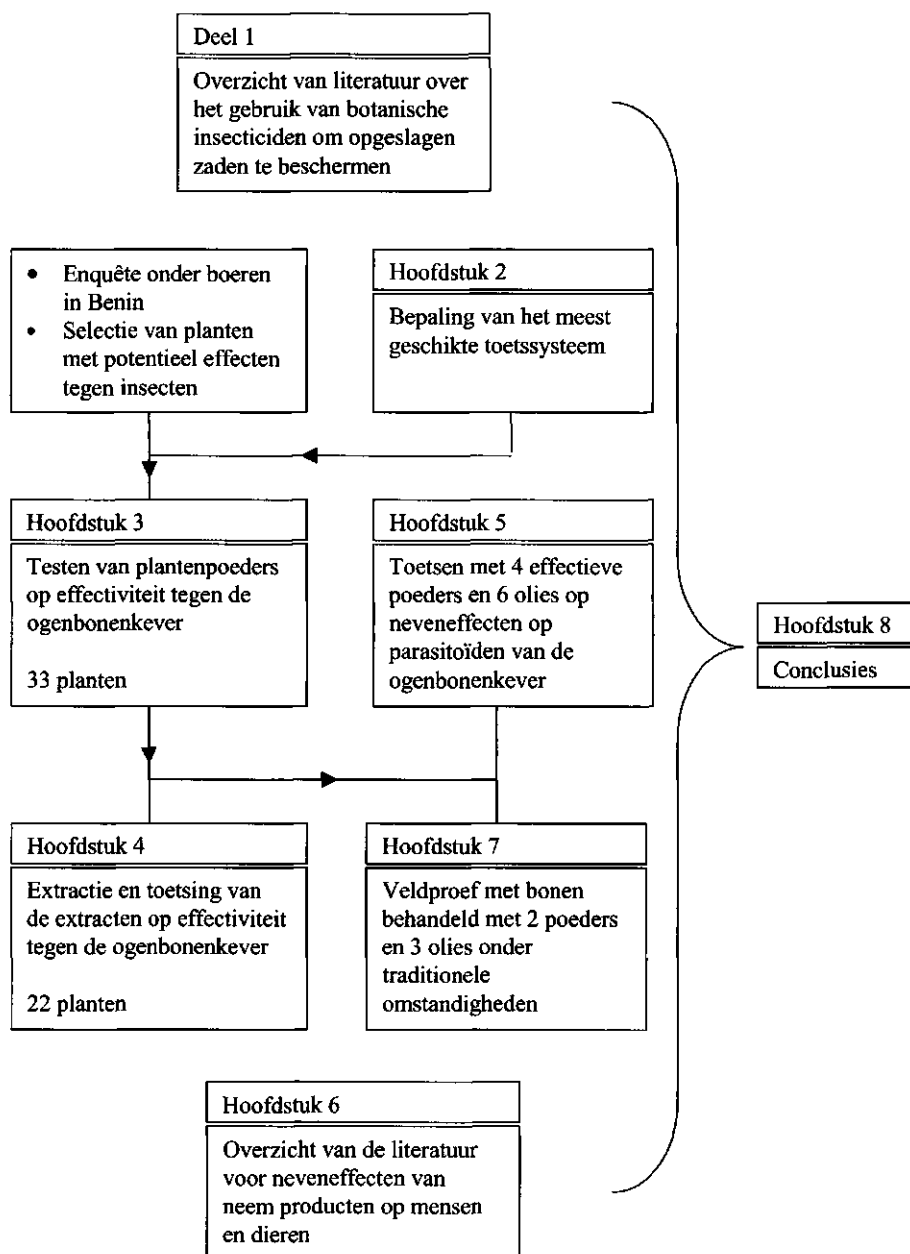 Deel 1
Overzicht van literatuur over
het gebruik van botanische
insecticiden om opgeslagen
zaden te beschermen
• Enquête onder boeren
in Benin
• Selectie van planten
met potentieel effecten
tegen insecten
Hoofdstuk 2
Bepaling van het meest
geschikte toetssysteem
Hoofdstuk 3
Testen van plantenpoeders
op effectiviteit tegen de
ogenbonenkever
33 planten
Hoofdstuk 5
Toetsen met 4 effectieve
poeders en 6 olies op
neveneffecten op
parasitoïden van de
ogenbonenkever
Hoofdstuk 4
Extractie en toetsing van
de extracten op effectiviteit
tegen de ogenbonenkever
22 planten
Hoofdstuk 7
Veldproef met bonen
behandeld met 2 poeders
en 3 olies onder
traditionele
omstandigheden
Hoofdstuk 6
Overzicht van de literatuur
voor neveneffecten van
neem producten op mensen
en dieren
Hoofdstuk 8
Conclusies